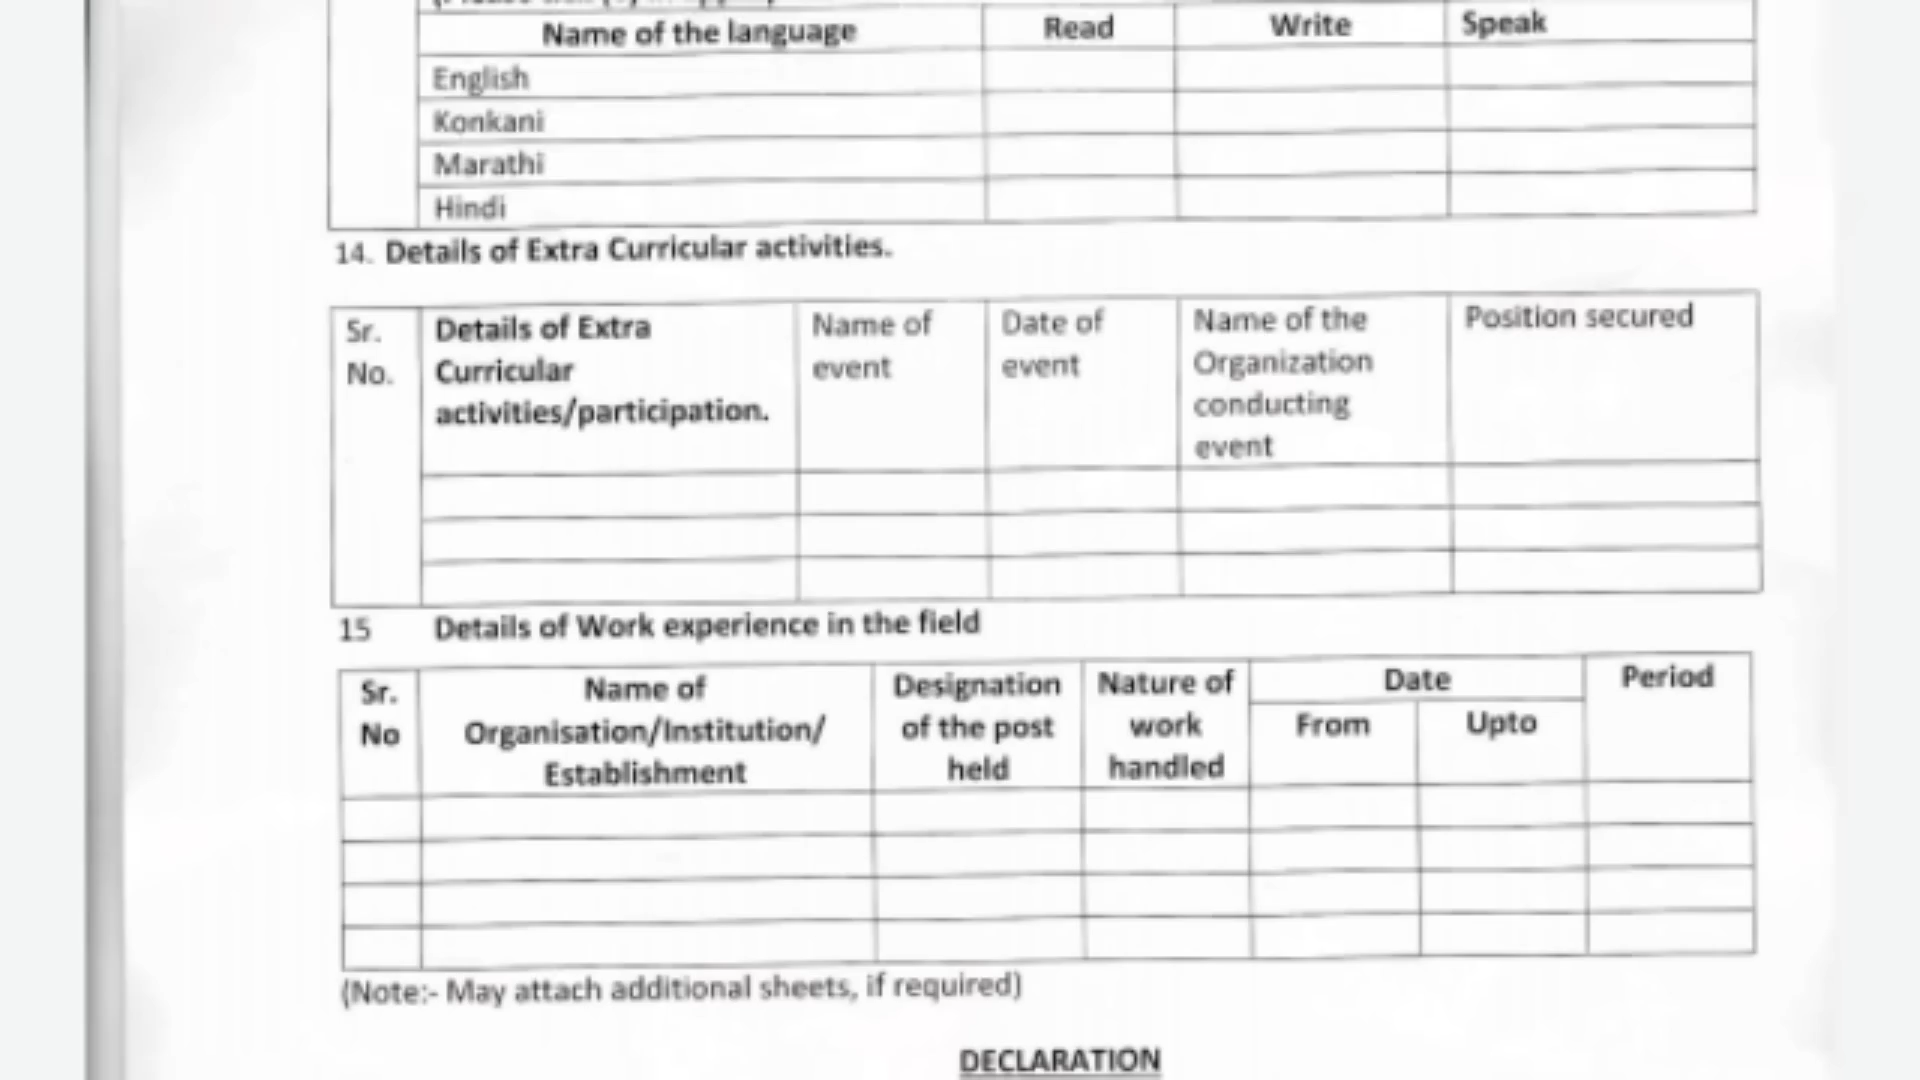 Name of the language Read Write Speak
English
Konkani
Marathi
Hindi
14. Details of Extra Curricular activities.
Sr. No. Details of Extra Curricular activities/participation. Name of event Date of event Name of the Organization conducting event Position secured
15 Details of Work experience in the field
Sr. No Name of Organisation/Institution/ Establishment Designation of the post held Nature of work handled Date Period
From Upto
(Note:- May attach additional sheets, if required)
DECLARATION